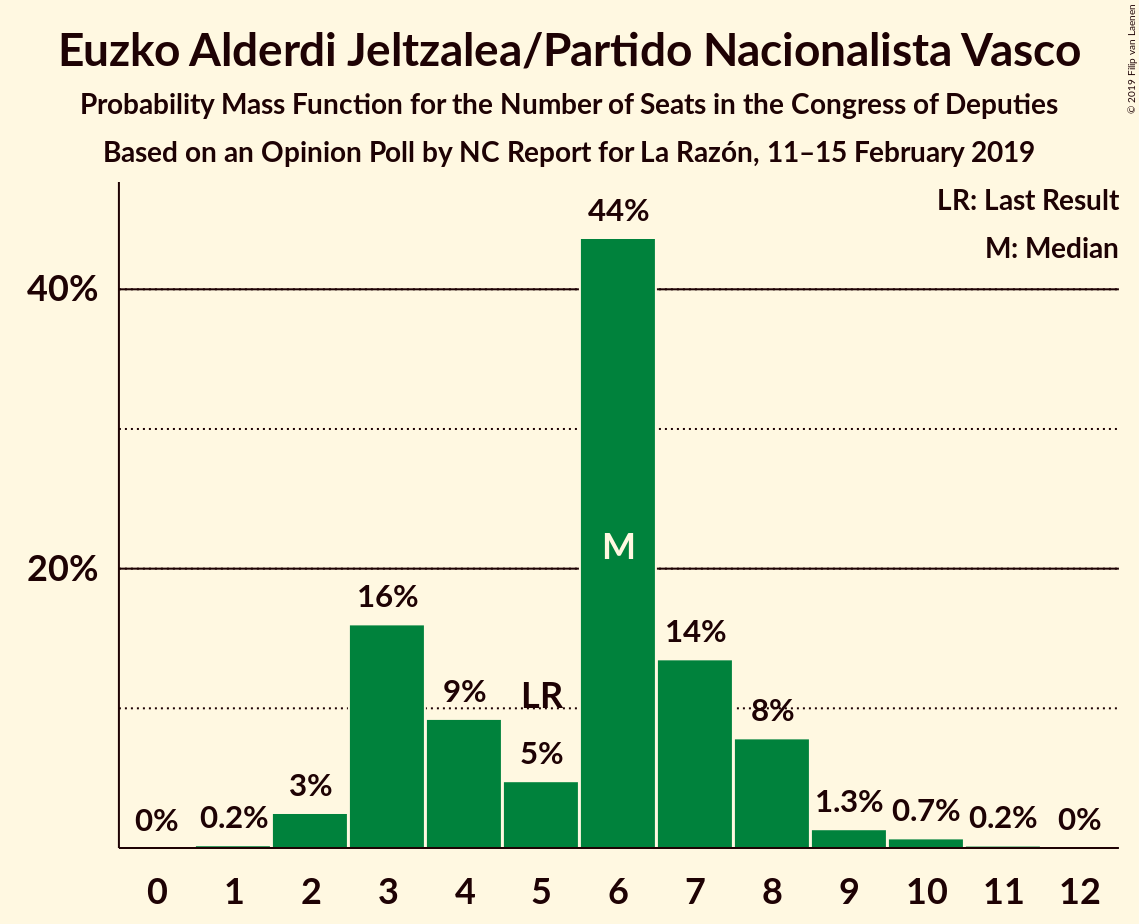 Euzko Alderdi Jeltzalea/Partido Nacionalista Vasco
Probability Mass Function for the Number of Seats in the Congress of Deputies
Based on an Opinion Poll by NC Report for La Razón, 11–15 February 2019
© 2019 Filip van Laenen
LR: Last Result
M: Median
40%
20%
0%
0.2%
3%
16%
9%
LR
5%
44%
M
14%
8%
1.3%
0.7%
0.2%
0%
0 1 2 3 4 5 6 7 8 9 10 11 12